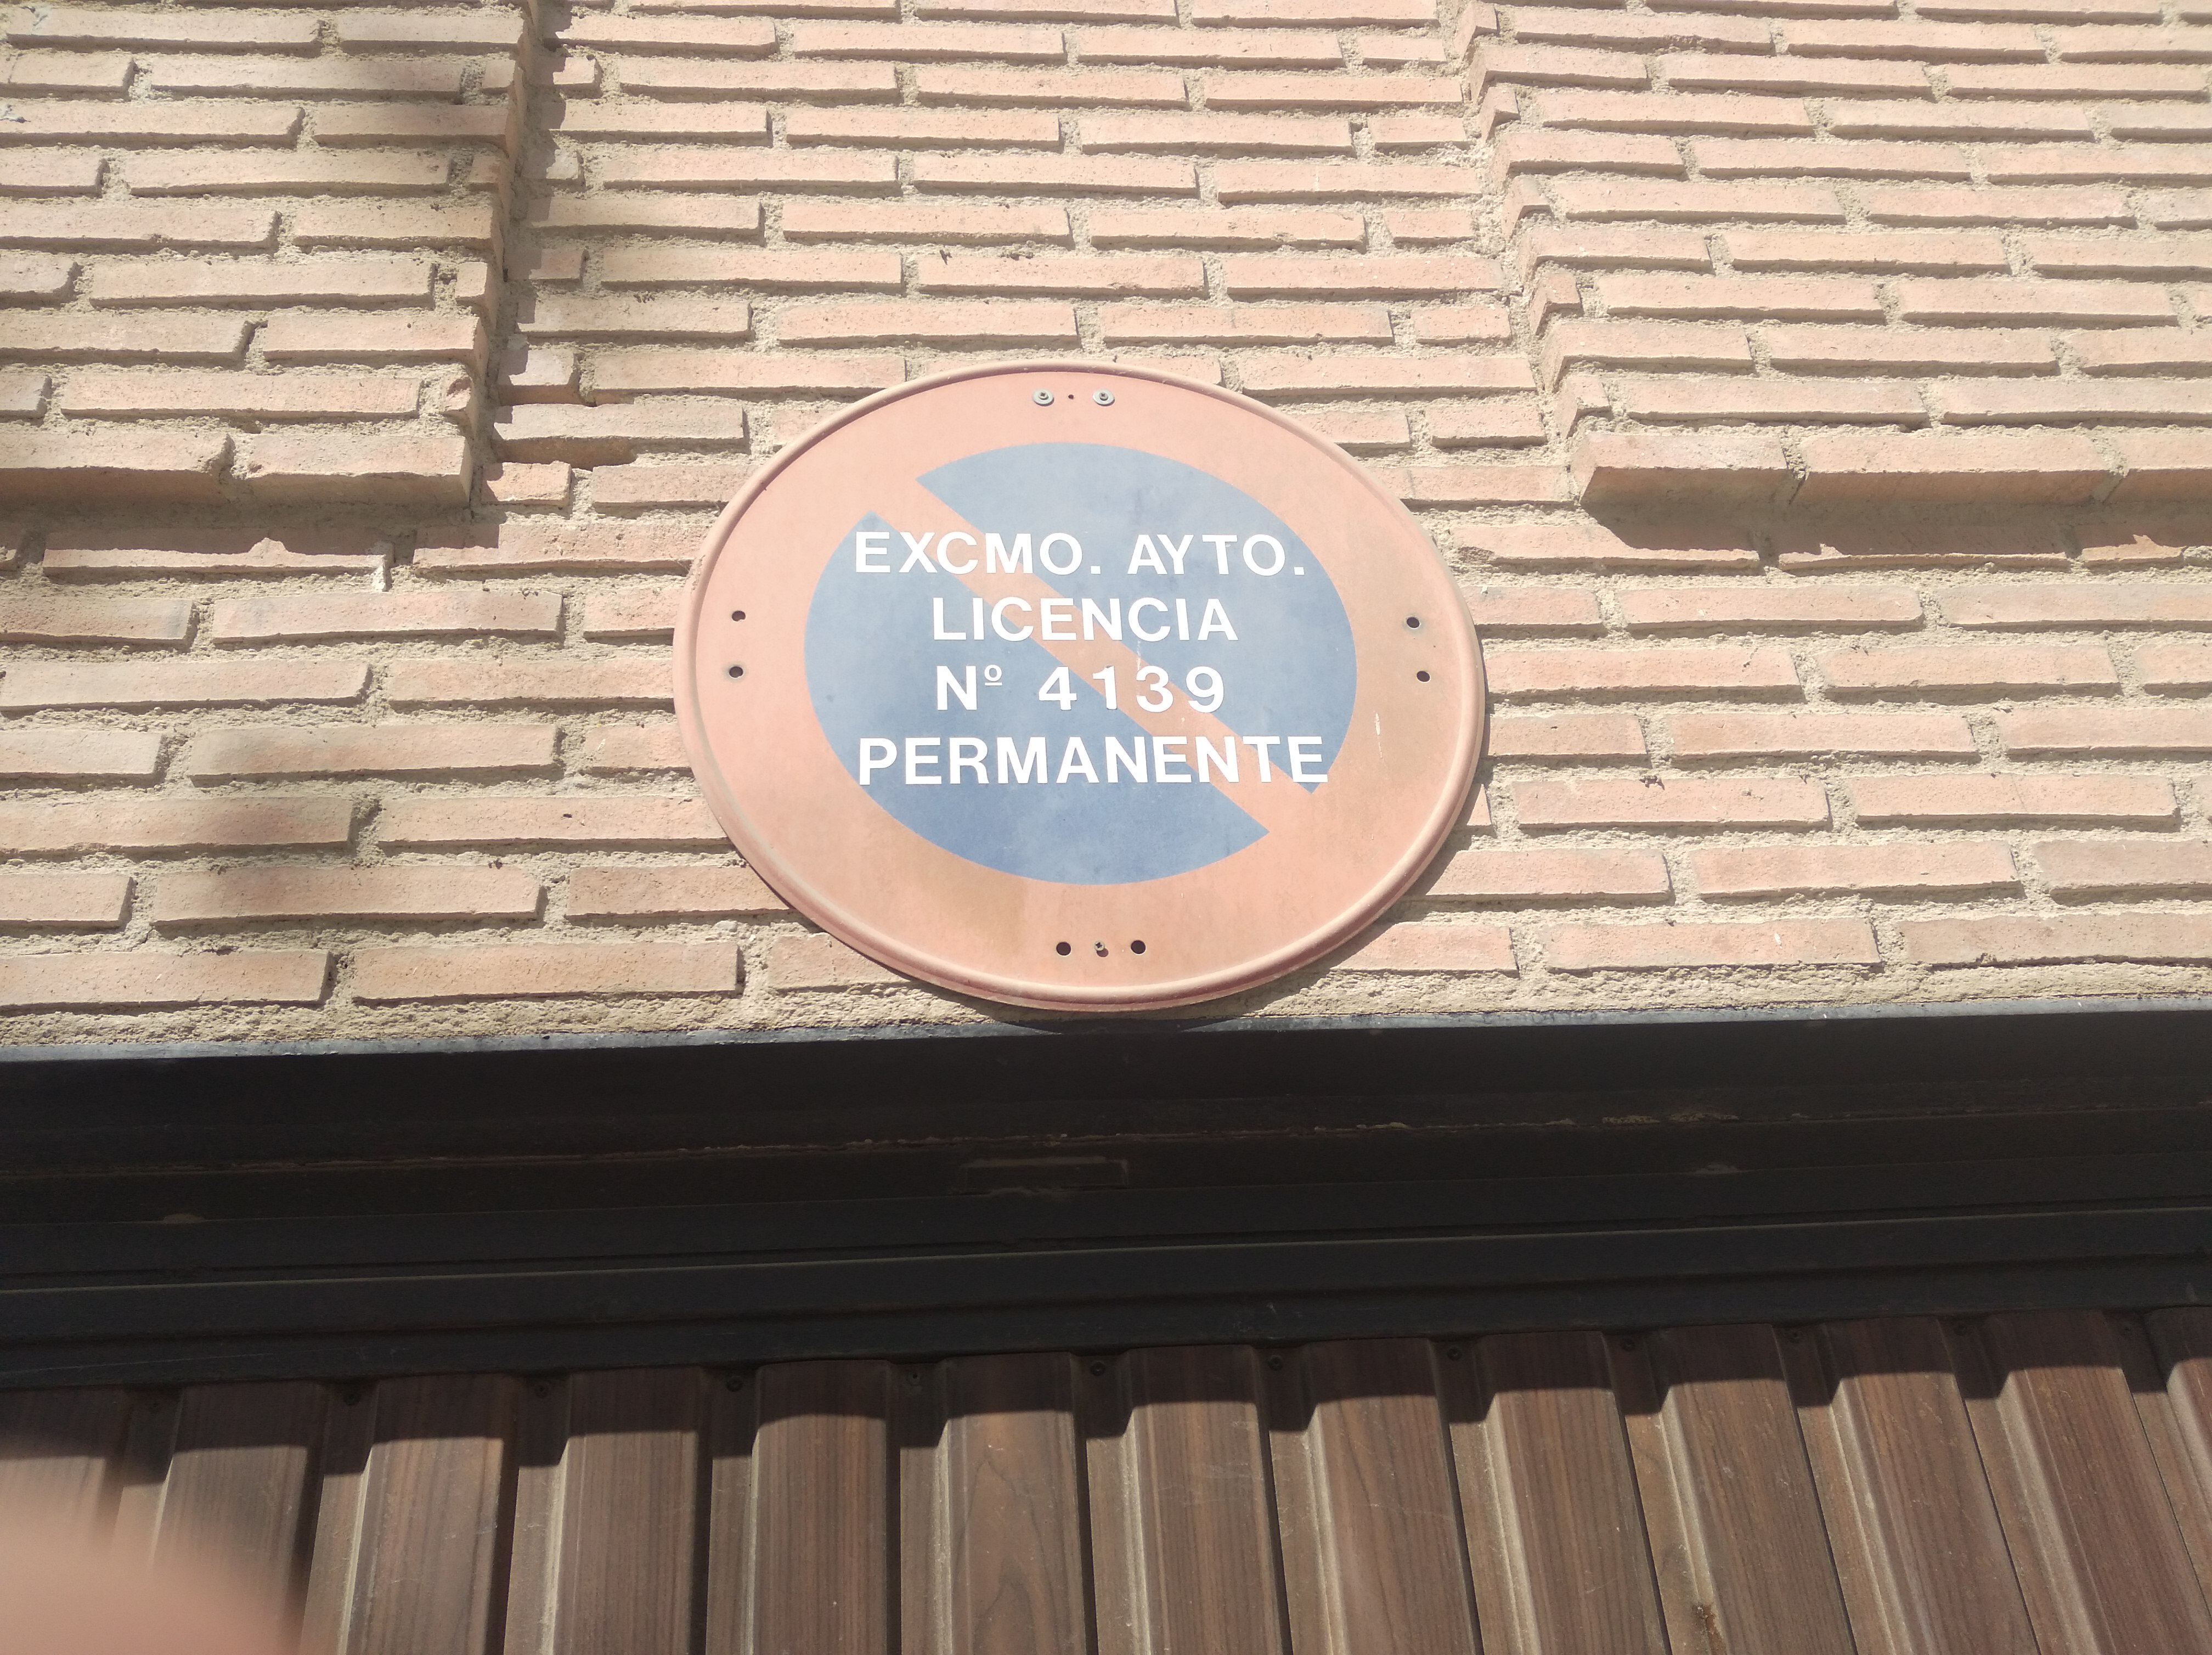 EXCMO. AYTO.
LICENCIA
Nº 4139
PERMANENTE